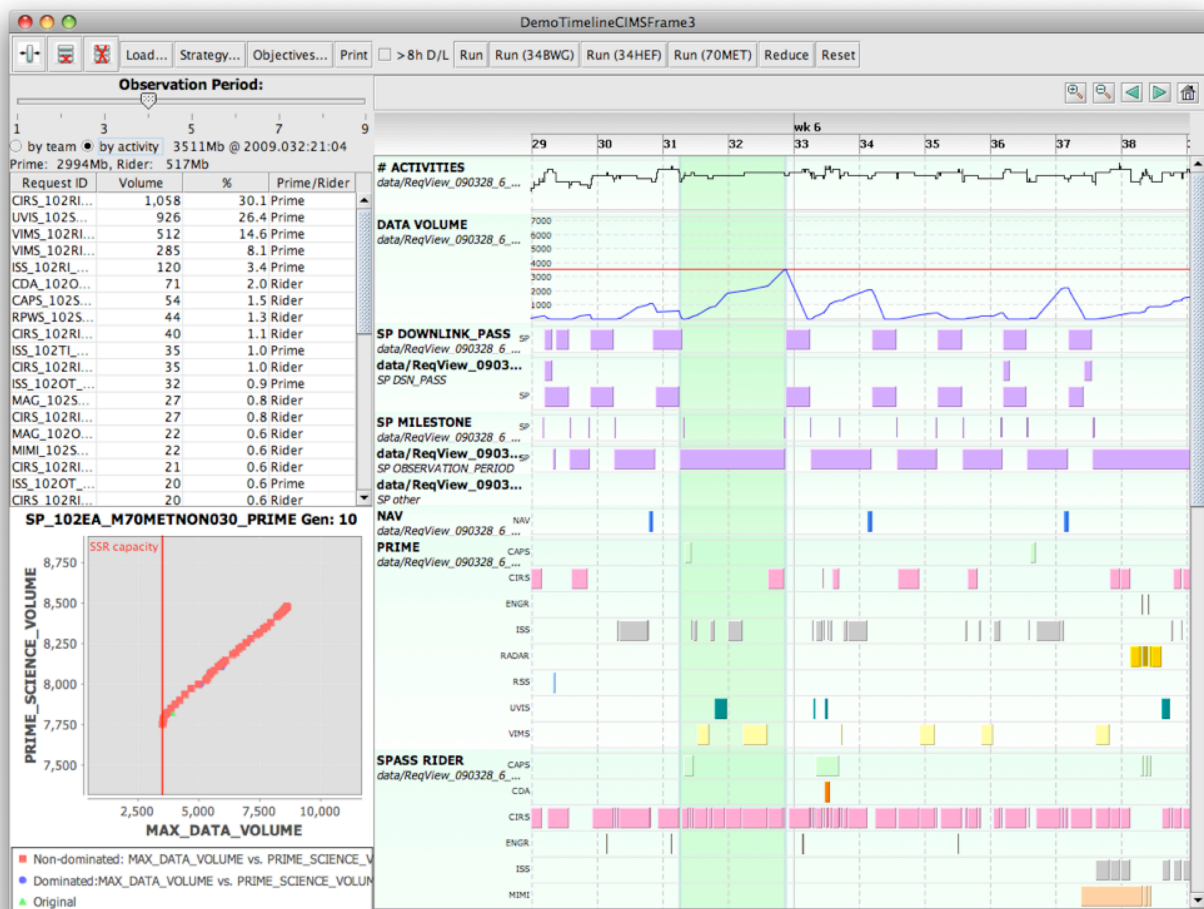 DemoTimelineCIMSFrame3
Load... Strategy... Objectives... Print >8h D/L Run Run (34BWG) Run (34HEF) Run (70MET) Reduce Reset
Observation Period:
1 3 5 7 9
by team by activity 3511Mb @ 2009.032:21:04
Prime: 2994Mb, Rider: 517Mb
Request ID Volume % Prime/Rider
CIRS_102RI... 1,058 30.1 Prime
UVIS_102S... 926 26.4 Prime
VIMS_102RI... 512 14.6 Prime
VIMS_102RI... 285 8.1 Prime
ISS_102RI_... 120 3.4 Prime
CDA_102O... 71 2.0 Rider
CAPS_102S... 54 1.5 Rider
RPWS_102S... 44 1.3 Rider
CIRS_102RI... 40 1.1 Rider
ISS_102TI_... 35 1.0 Prime
CIRS_102RI... 35 1.0 Rider
ISS_102OT_... 32 0.9 Prime
MAG_102S... 27 0.8 Rider
CIRS_102RI... 27 0.8 Rider
MAG_102O... 22 0.6 Rider
MIMI_102S... 22 0.6 Rider
CIRS_102RI... 21 0.6 Rider
ISS_102OT_... 20 0.6 Prime
CIRS_102RI... 20 0.6 Rider
SP_102EA_M70METNON030_PRIME Gen: 10
SSR capacity
8,750
8,500
8,250
8,000
7,750
7,500
PRIME_SCIENCE_VOLUME
2,500 5,000 7,500 10,000
MAX_DATA_VOLUME
Non-dominated: MAX_DATA_VOLUME vs. PRIME_SCIENCE_V
Dominated:MAX_DATA_VOLUME vs. PRIME_SCIENCE_VOLUM
Original
wk 6
29 30 31 32 33 34 35 36 37 38
# ACTIVITIES
data/ReqView_090328_6_...
DATA VOLUME
data/ReqView_090328_6_...
7000
6000
5000
4000
3000
2000
1000
SP DOWNLINK_PASS SP
data/ReqView_090328_6_...
data/ReqView_0903...
SP DSN_PASS
SP
SP MILESTONE SP
data/ReqView_090328_6_...
data/ReqView_0903... SP
SP OBSERVATION_PERIOD
data/ReqView_0903...
SP other
NAV NAV
data/ReqView_090328_6_...
PRIME CAPS
data/ReqView_090328_6_...
CIRS
ENGR
ISS
RADAR
RSS
UVIS
VIMS
SPASS RIDER CAPS
data/ReqView_090328_6_...
CDA
CIRS
ENGR
ISS
MIMI